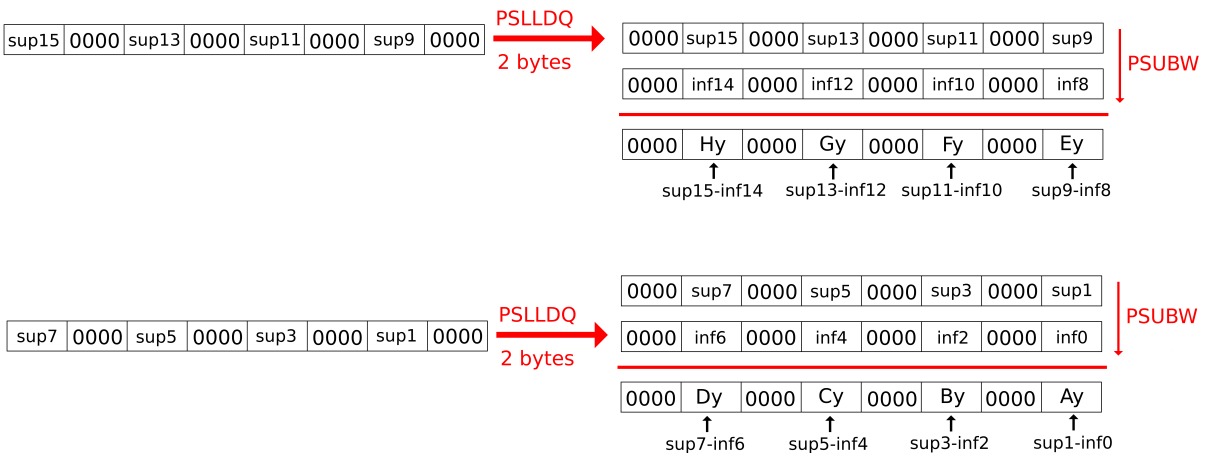 PSLLDQ
sup15 0000 sup13 0000 sup11 0000 sup9 0000
2 bytes
0000 sup15 0000 sup13 0000 sup11 0000 sup9
PSUBW
0000 inf14 0000 inf12 0000 inf10 0000 inf8
0000 Hy 0000 Gy 0000 Fy 0000 Ey
sup15-inf14 sup13-inf12 sup11-inf10 sup9-inf8
PSLLDQ
sup7 0000 sup5 0000 sup3 0000 sup1 0000
2 bytes
0000 sup7 0000 sup5 0000 sup3 0000 sup1
PSUBW
0000 inf6 0000 inf4 0000 inf2 0000 inf0
0000 Dy 0000 Cy 0000 By 0000 Ay
sup7-inf6 sup5-inf4 sup3-inf2 sup1-inf0